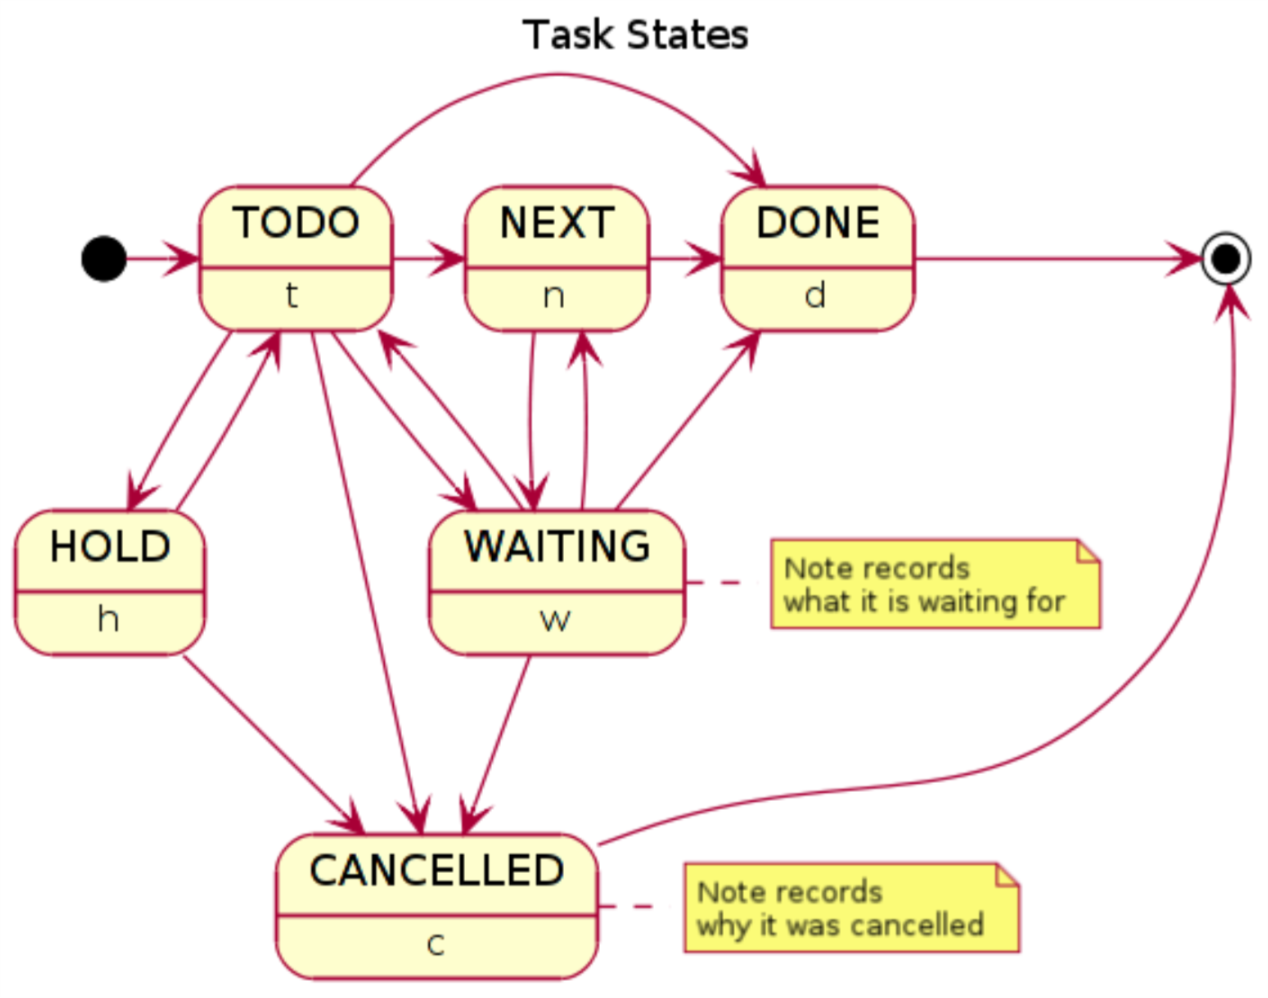 Task States
TODO
t
NEXT
n
DONE
d
HOLD
h
WAITING
w
Note records
what it is waiting for
CANCELLED
c
Note records
why it was cancelled